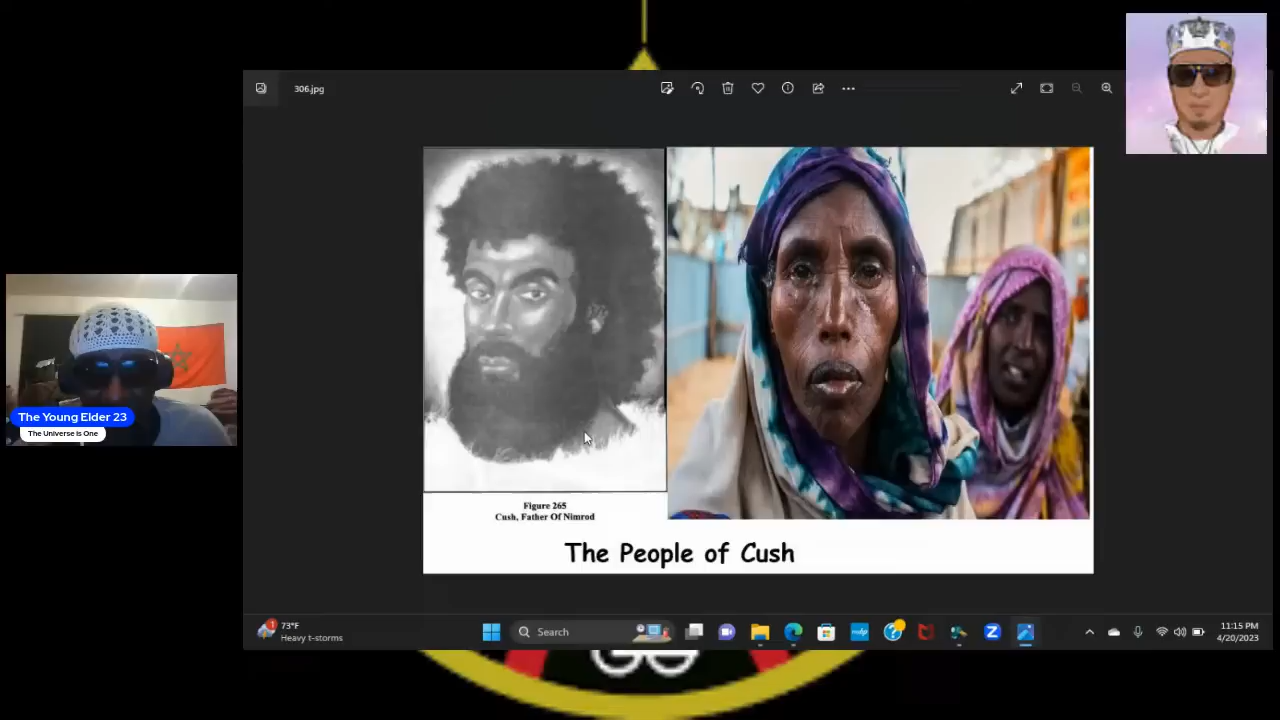 306.jpg
The Young Elder 23
The Universe is One
Figure 265
Cush, Father Of Nimrod
The People of Cush
73°F
Heavy t-storms
Search
11:15 PM
4/20/2023